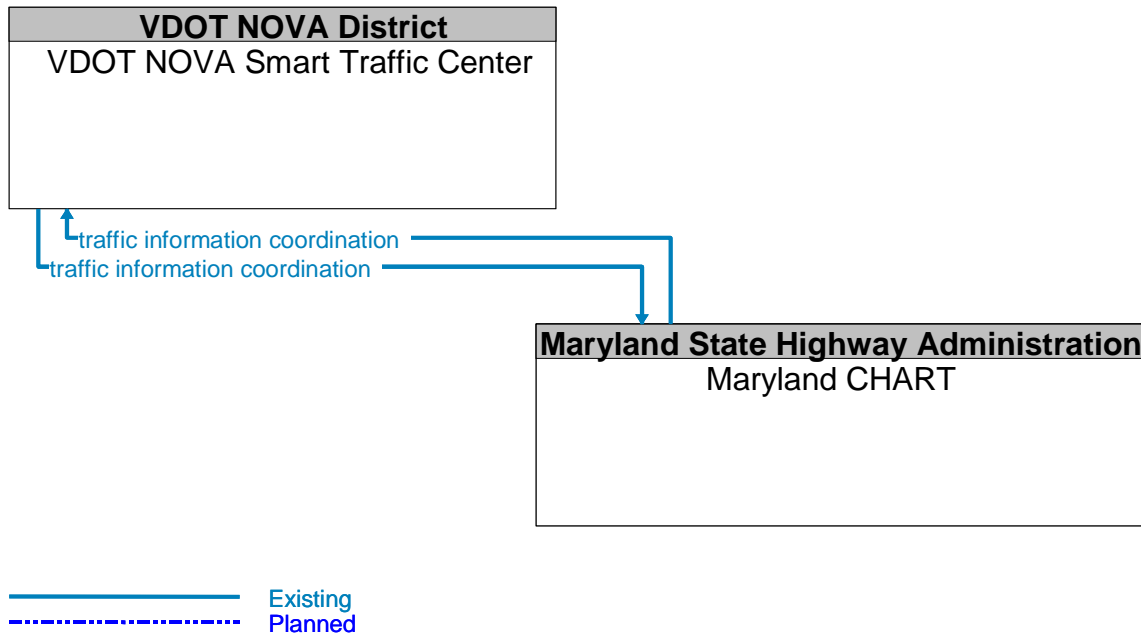 VDOT NOVA District
VDOT NOVA Smart Traffic Center
traffic information coordination
traffic information coordination
Maryland State Highway Administration
Maryland CHART
Existing
Planned